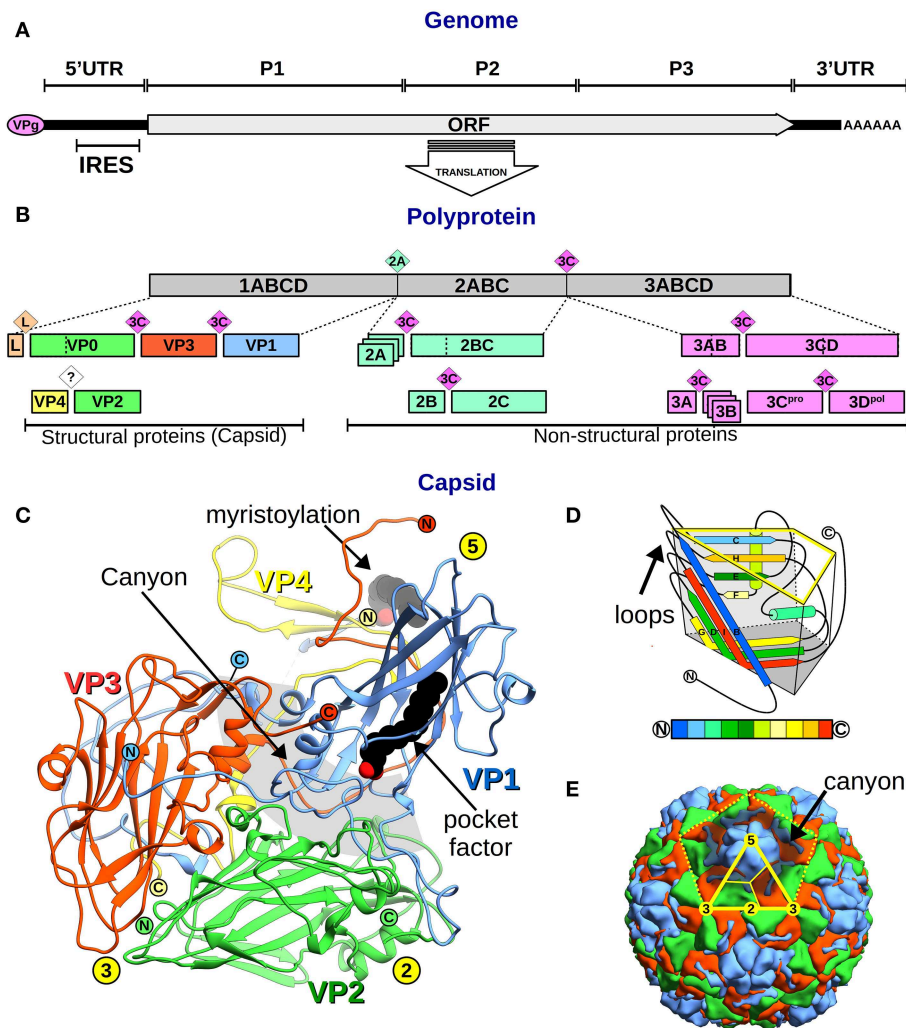 A
Genome
5’UTR P1 P2 P3 3’UTR
VPg ORF AAAAAA
IRES
TRANSLATION
B
Polyprotein
2A 3C
1ABCD 2ABC 3ABCD
L 3C 3C 3C 3C
L VP0 VP3 VP1 2A 2BC 3AB 3CD
? 3C 3C 3C
VP4 VP2 2B 2C 3A 3B 3Cpro 3Dpol
Structural proteins (Capsid) Non-structural proteins
Capsid
C
myristoylation
N
5
Canyon
VP4
N
C
VP3
C
N
VP1
pocket
factor
C
N
C
3
2
VP2
D
C
C
H
E
F
loops
G D I B
N
N C
E
canyon
5
3 2 3